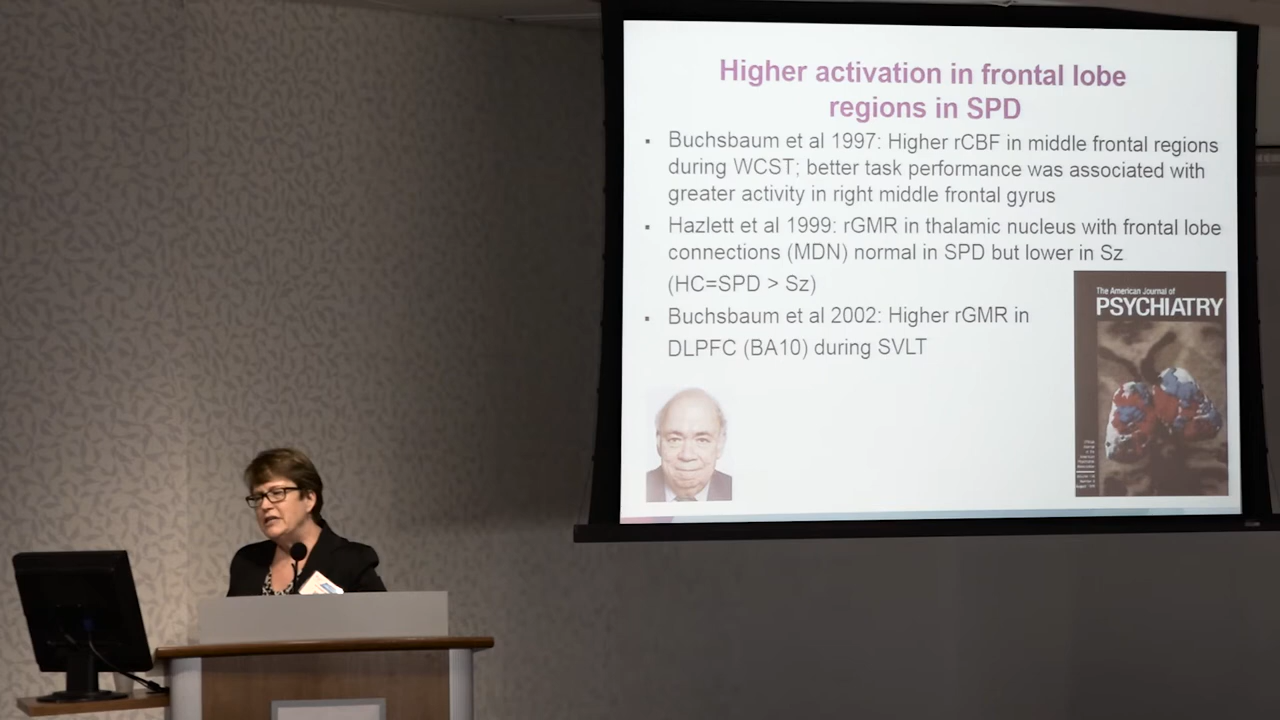 Higher activation in frontal lobe
regions in SPD
▪ Buchsbaum et al 1997: Higher rCBF in middle frontal regions
during WCST; better task performance was associated with
greater activity in right middle frontal gyrus
▪ Hazlett et al 1999: rGMR in thalamic nucleus with frontal lobe
connections (MDN) normal in SPD but lower in Sz
(HC=SPD > Sz)
▪ Buchsbaum et al 2002: Higher rGMR in
DLPFC (BA10) during SVLT
The American Journal of
PSYCHIATRY